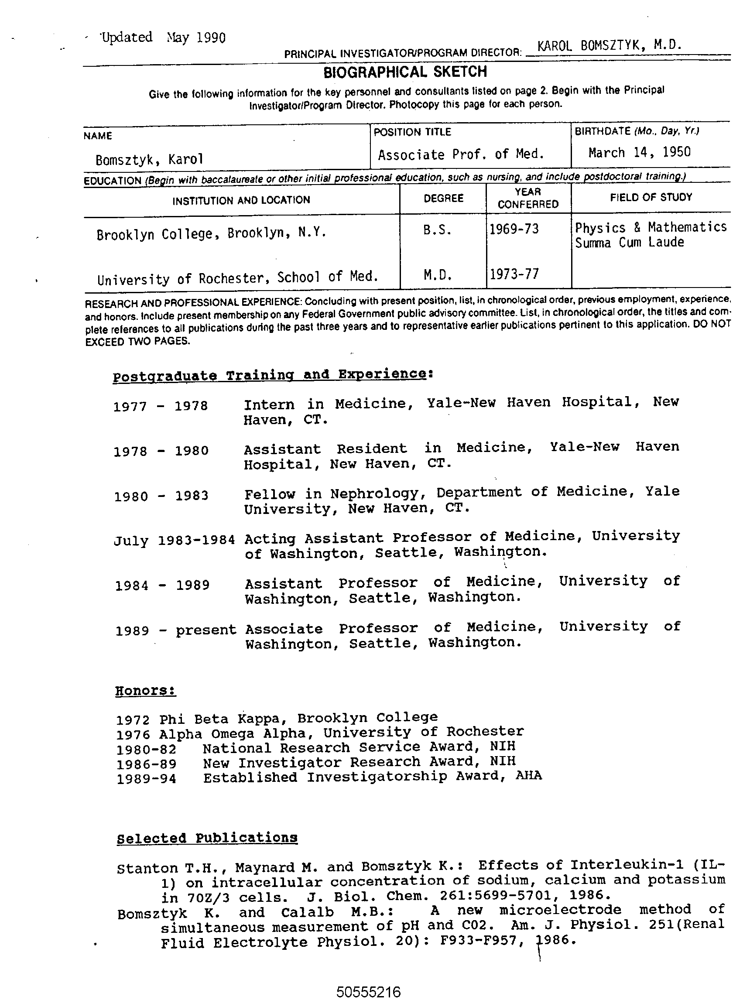 Updated May 1990
PRINCIPAL INVESTIGATOR/PROGRAM DIRECTOR: KAROL BOMSZTYK, M.D.
BIOGRAPHICAL SKETCH
Give the following information for the key personnel and consultants listed on page 2. Begin with the Principal
Investigator/Program Director. Photocopy this page for each person.
NAME POSITION TITLE BIRTHDATE (Mo., Day, Yr.)
Bomsztyk, Karol Associate Prof. of Med. March 14, 1950
EDUCATION (Begin with baccalaureate or other initial professional education, such as nursing, and include postdoctoral training.)
INSTITUTION AND LOCATION DEGREE YEAR CONFERRED FIELD OF STUDY
Brooklyn College, Brooklyn, N.Y. B.S. 1969-73 Physics & Mathematics
Summa Cum Laude
University of Rochester, School of Med. M.D. 1973-77
RESEARCH AND PROFESSIONAL EXPERIENCE: Concluding with present position, list, in chronological order, previous employment, experience,
and honors. Include present membership on any Federal Government public advisory committee. List, in chronological order, the titles and com-
plete references to all publications during the past three years and to representative earlier publications pertinent to this application. DO NOT
EXCEED TWO PAGES.
Postgraduate Training and Experience:
1977 - 1978 Intern in Medicine, Yale-New Haven Hospital, New
Haven, CT.
1978 - 1980 Assistant Resident in Medicine, Yale-New Haven
Hospital, New Haven, CT.
1980 - 1983 Fellow in Nephrology, Department of Medicine, Yale
University, New Haven, CT.
July 1983-1984 Acting Assistant Professor of Medicine, University
of Washington, Seattle, Washington.
1984 - 1989 Assistant Professor of Medicine, University of
Washington, Seattle, Washington.
1989 - present Associate Professor of Medicine, University of
Washington, Seattle, Washington.
Honors:
1972 Phi Beta Kappa, Brooklyn College
1976 Alpha Omega Alpha, University of Rochester
1980-82 National Research Service Award, NIH
1986-89 New Investigator Research Award, NIH
1989-94 Established Investigatorship Award, AHA
Selected Publications
Stanton T.H., Maynard M. and Bomsztyk K.: Effects of Interleukin-1 (IL-
1) on intracellular concentration of sodium, calcium and potassium
in 70Z/3 cells. J. Biol. Chem. 261:5699-5701, 1986.
Bomsztyk K. and Calalb M.B.: A new microelectrode method of
simultaneous measurement of pH and CO2. Am. J. Physiol. 251(Renal
Fluid Electrolyte Physiol. 20): F933-F957, 1986.
50555216